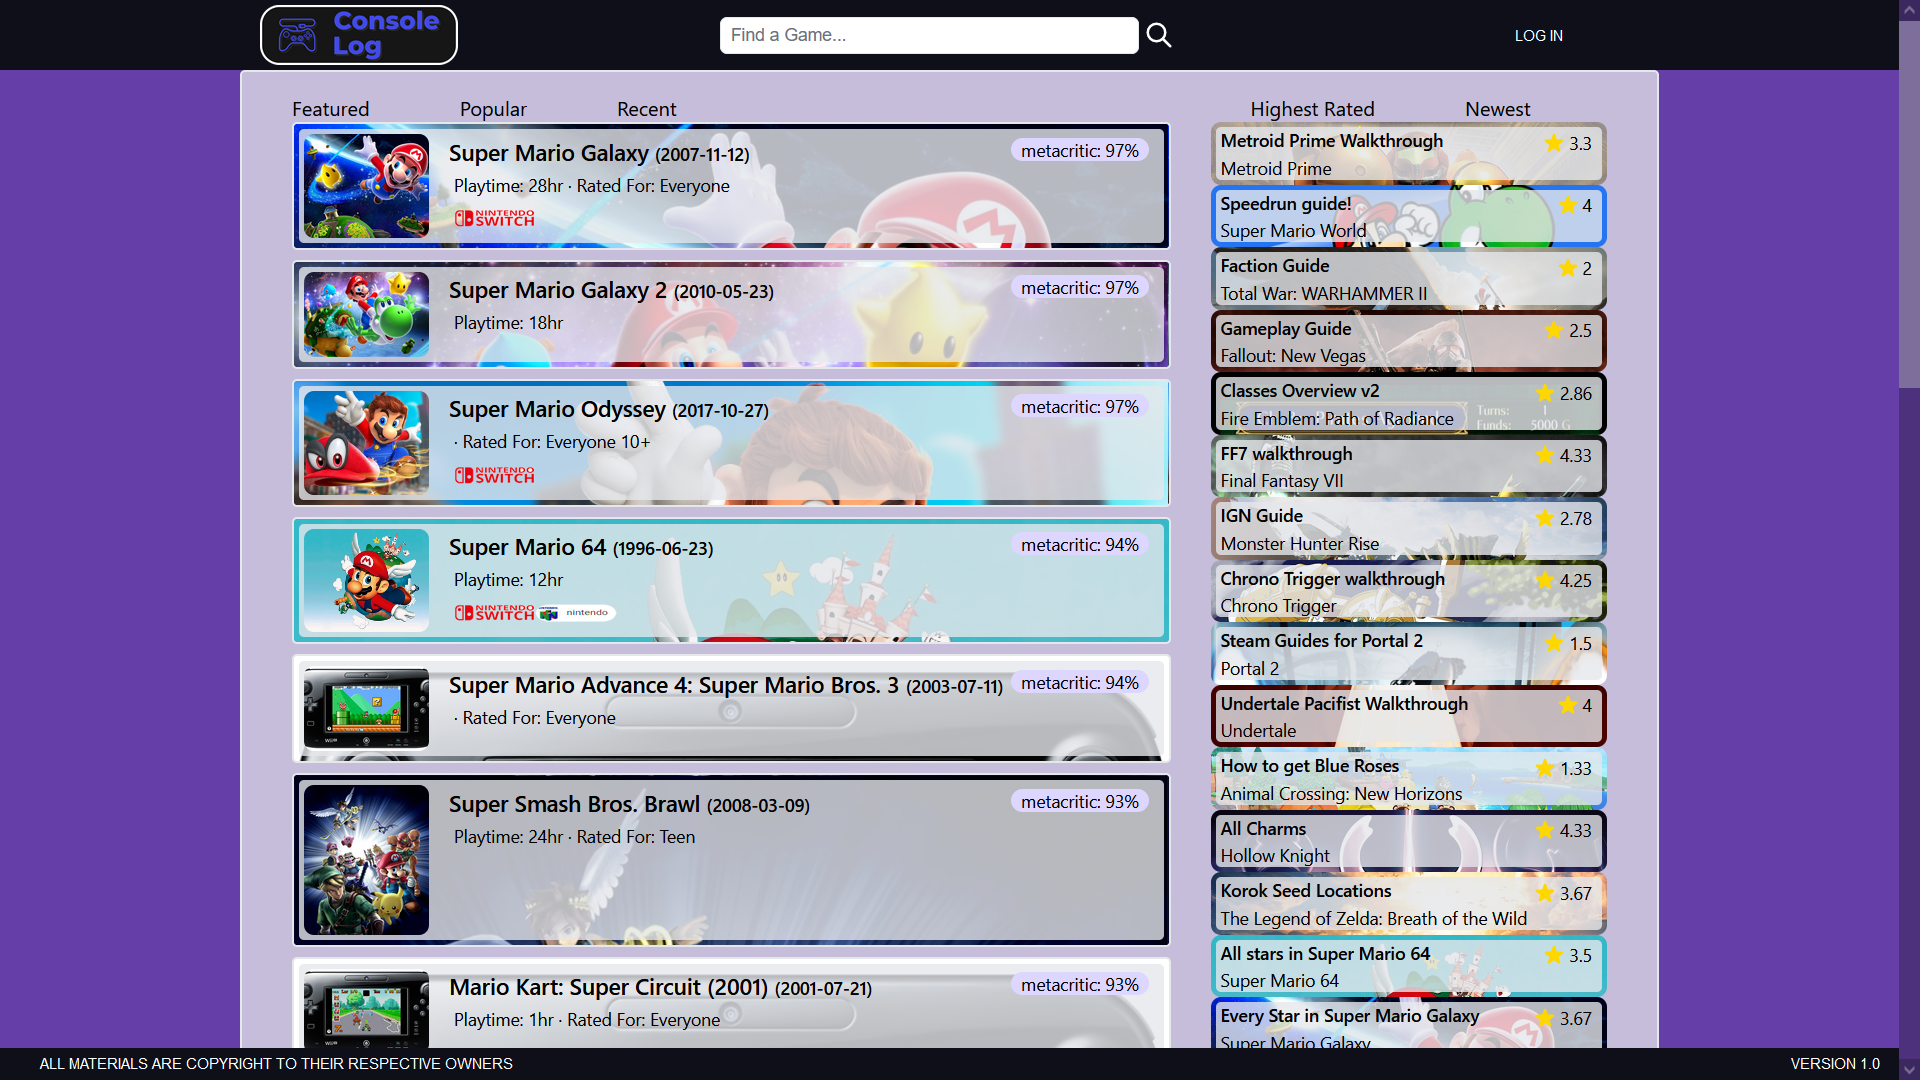 Console
Log
Find a Game...
LOG IN
Featured
Popular
Recent
Super Mario Galaxy (2007-11-12)
metacritic: 97%
Playtime: 28hr · Rated For: Everyone
NINTENDO
SWITCH
Super Mario Galaxy 2 (2010-05-23)
metacritic: 97%
Playtime: 18hr
Super Mario Odyssey (2017-10-27)
metacritic: 97%
· Rated For: Everyone 10+
NINTENDO
SWITCH
Super Mario 64 (1996-06-23)
metacritic: 94%
Playtime: 12hr
NINTENDO
SWITCH
nintendo
Super Mario Advance 4: Super Mario Bros. 3 (2003-07-11)
metacritic: 94%
· Rated For: Everyone
Super Smash Bros. Brawl (2008-03-09)
metacritic: 93%
Playtime: 24hr · Rated For: Teen
Mario Kart: Super Circuit (2001) (2001-07-21)
metacritic: 93%
Playtime: 1hr · Rated For: Everyone
Highest Rated
Newest
Metroid Prime Walkthrough
3.3
Metroid Prime
Speedrun guide!
4
Super Mario World
Faction Guide
2
Total War: WARHAMMER II
Gameplay Guide
2.5
Fallout: New Vegas
Classes Overview v2
2.86
Fire Emblem: Path of Radiance
Turns: 1
Funds: 5000 G
FF7 walkthrough
4.33
Final Fantasy VII
IGN Guide
2.78
Monster Hunter Rise
Chrono Trigger walkthrough
4.25
Chrono Trigger
Steam Guides for Portal 2
1.5
Portal 2
Undertale Pacifist Walkthrough
4
Undertale
How to get Blue Roses
1.33
Animal Crossing: New Horizons
All Charms
4.33
Hollow Knight
Korok Seed Locations
3.67
The Legend of Zelda: Breath of the Wild
All stars in Super Mario 64
3.5
Super Mario 64
Every Star in Super Mario Galaxy
3.67
Super Mario Galaxy
ALL MATERIALS ARE COPYRIGHT TO THEIR RESPECTIVE OWNERS
VERSION 1.0